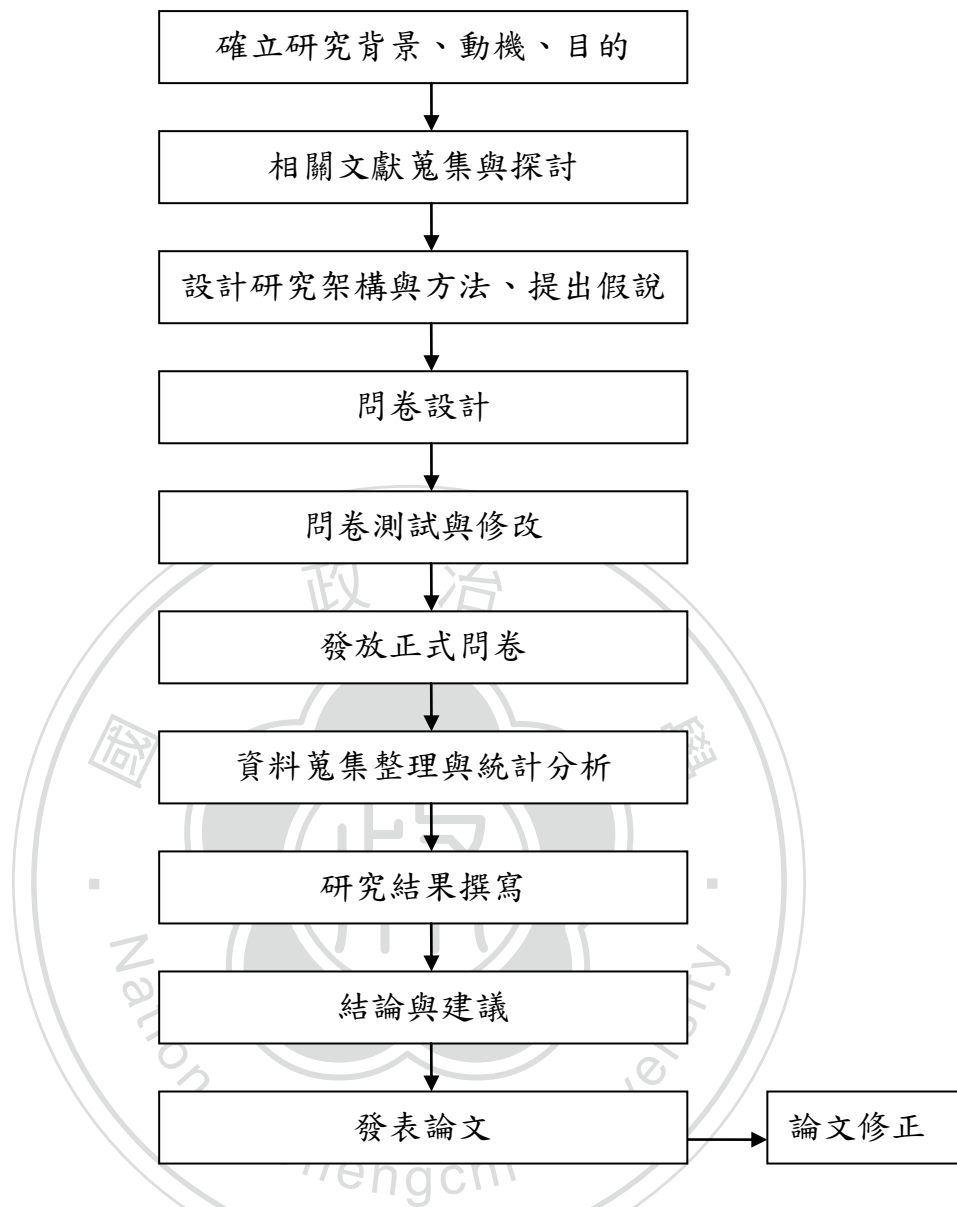 確立研究背景、動機、目的
相關文獻蒐集與探討
設計研究架構與方法、提出假說
問卷設計
問卷測試與修改
政 治
發放正式問卷
國
學
資料蒐集整理與統計分析
研究結果撰寫
結論與建議
發表論文
論文修正